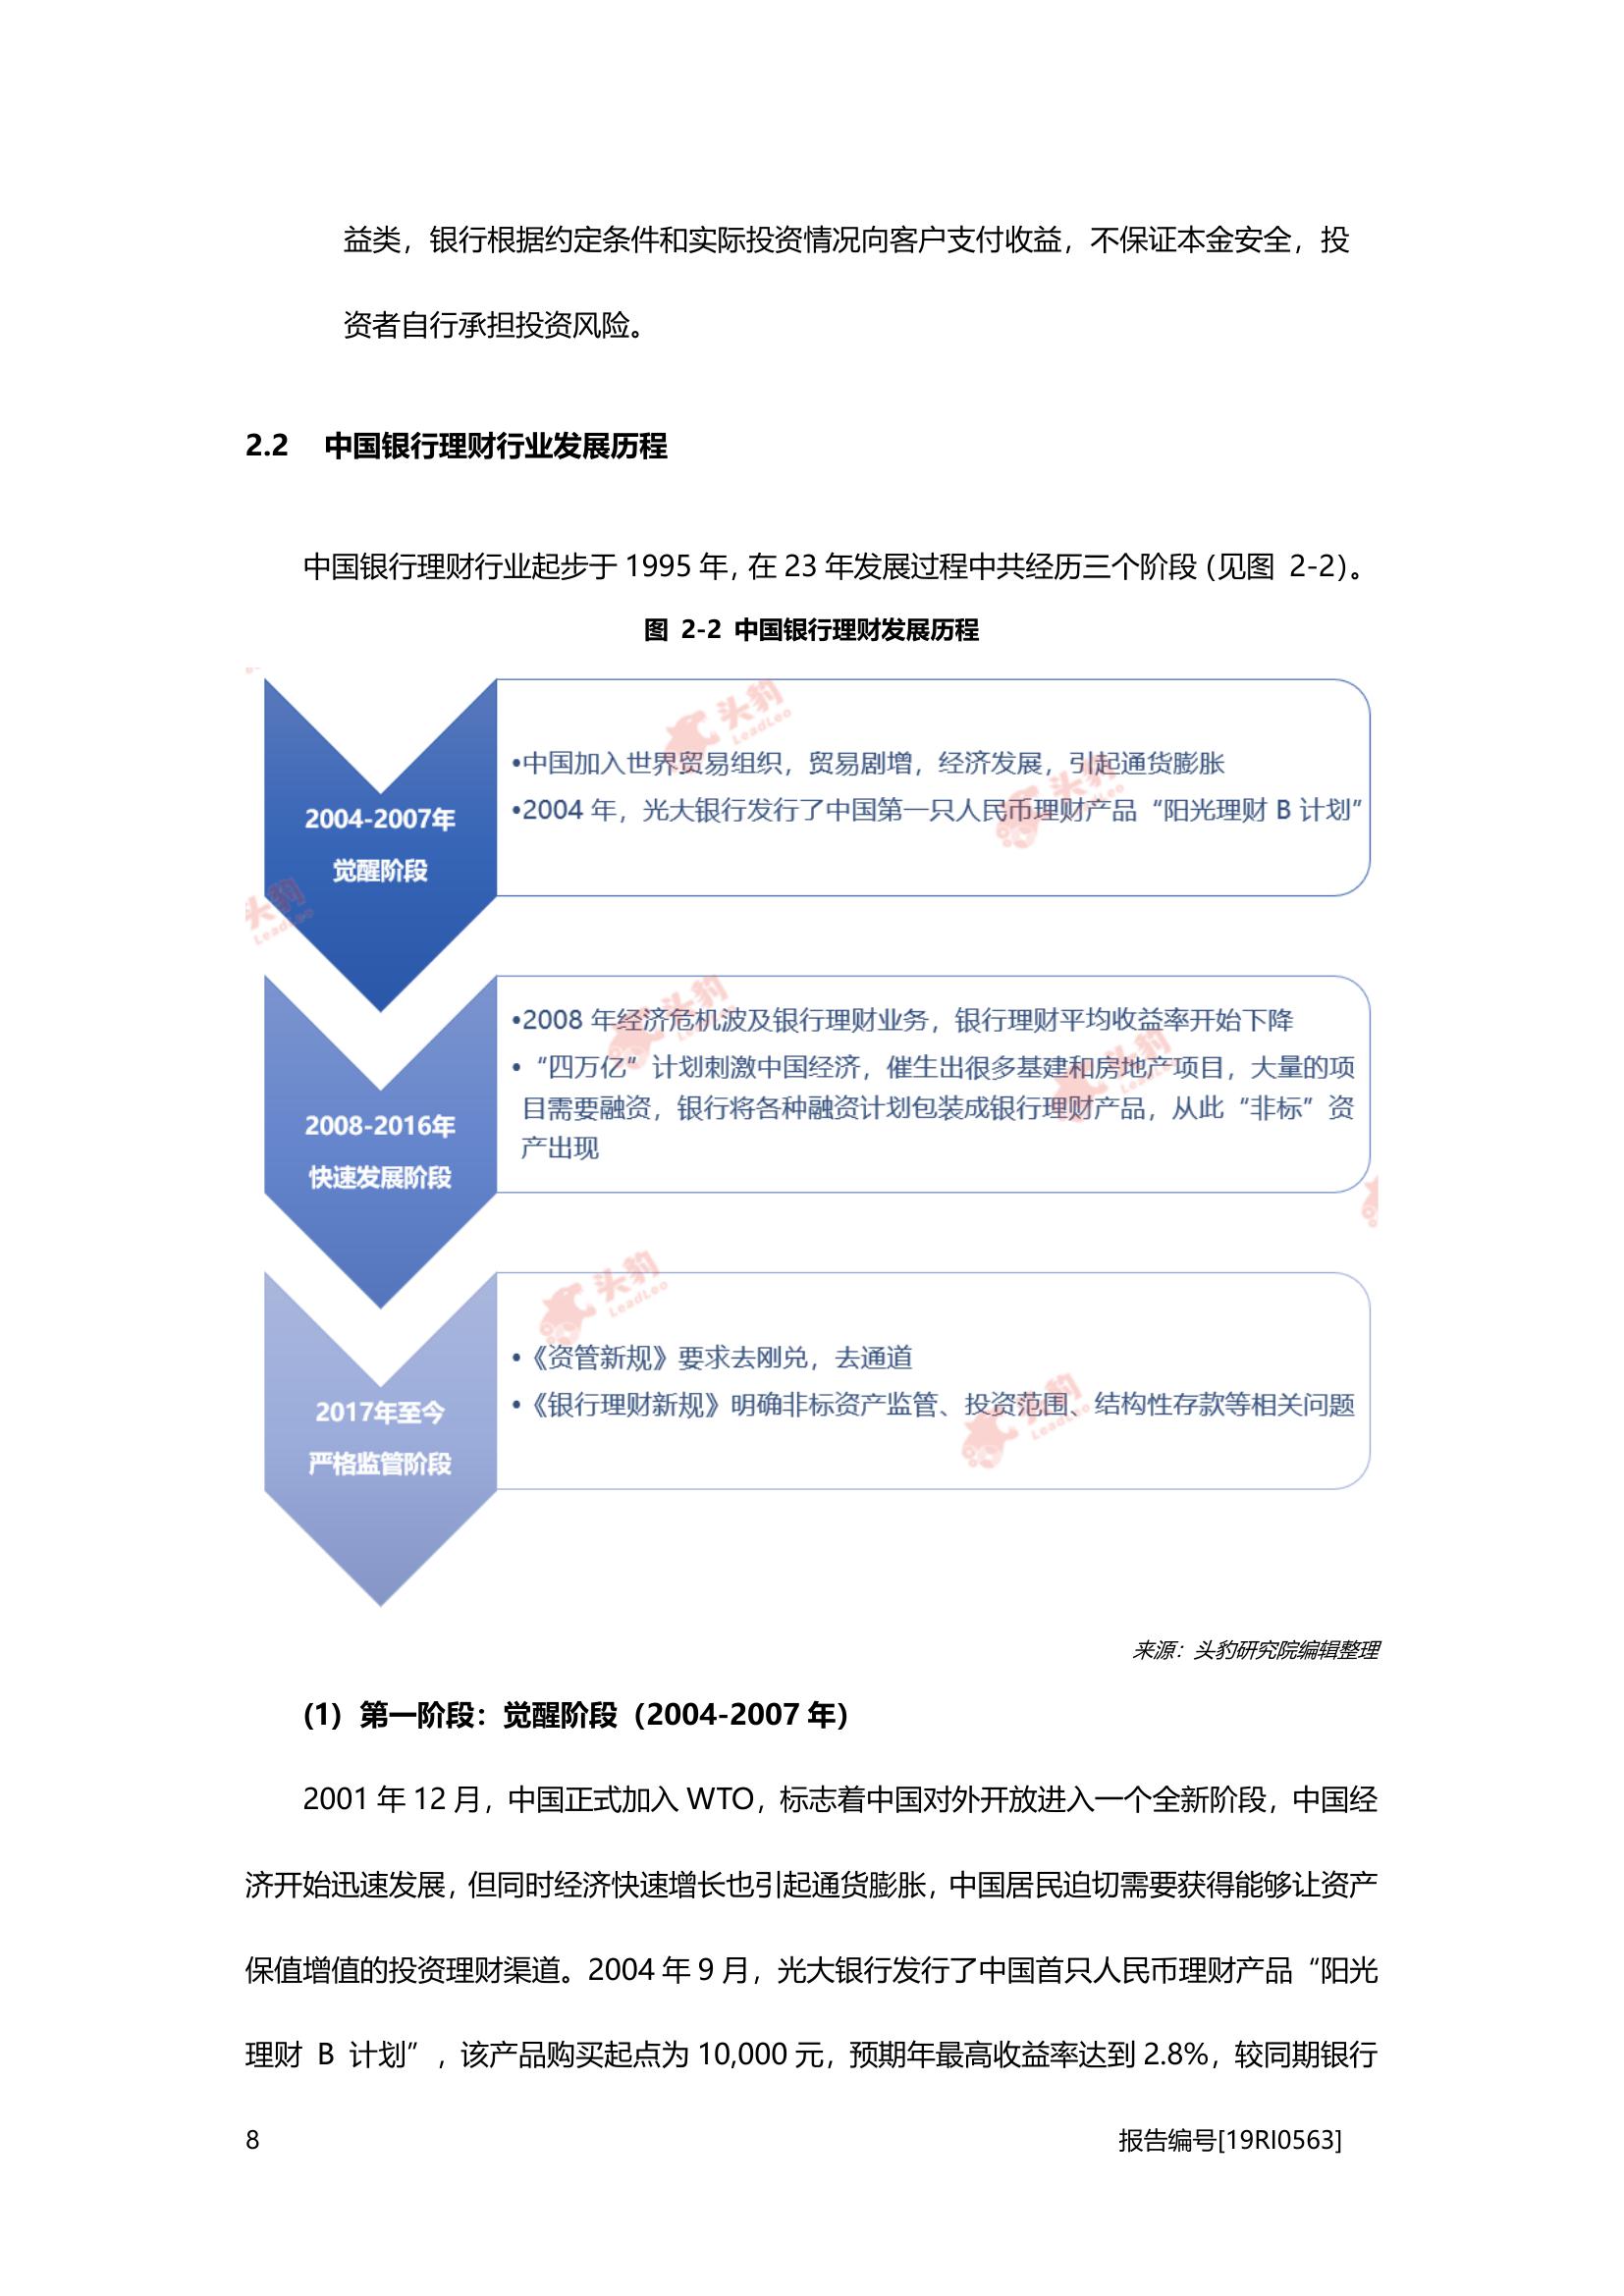 益类，银行根据约定条件和实际投资情况向客户支付收益，不保证本金安全，投
资者自行承担投资风险。
2.2 中国银行理财行业发展历程
中国银行理财行业起步于 1995 年，在 23 年发展过程中共经历三个阶段（见图 2-2）。
图 2-2 中国银行理财发展历程
2004-2007年
觉醒阶段
•中国加入世界贸易组织，贸易剧增，经济发展，引起通货膨胀
•2004 年，光大银行发行了中国第一只人民币理财产品“阳光理财 B 计划”
2008-2016年
快速发展阶段
•2008 年经济危机波及银行理财业务，银行理财平均收益率开始下降
•“四万亿”计划刺激中国经济，催生出很多基建和房地产项目，大量的项
目需要融资，银行将各种融资计划包装成银行理财产品，从此“非标”资
产出现
2017年至今
严格监管阶段
•《资管新规》要求去刚兑，去通道
•《银行理财新规》明确非标资产监管、投资范围、结构性存款等相关问题
头豹
LeadLeo
头豹
LeadLeo
头豹
LeadLeo
头豹
LeadLeo
头豹
LeadLeo
头豹
LeadLeo
头豹
LeadLeo
来源：头豹研究院编辑整理
(1) 第一阶段：觉醒阶段（2004-2007 年）
2001 年 12 月，中国正式加入 WTO，标志着中国对外开放进入一个全新阶段，中国经
济开始迅速发展，但同时经济快速增长也引起通货膨胀，中国居民迫切需要获得能够让资产
保值增值的投资理财渠道。2004 年 9 月，光大银行发行了中国首只人民币理财产品“阳光
理财 B 计划”，该产品购买起点为 10,000 元，预期年最高收益率达到 2.8%，较同期银行
8
报告编号[19RI0563]